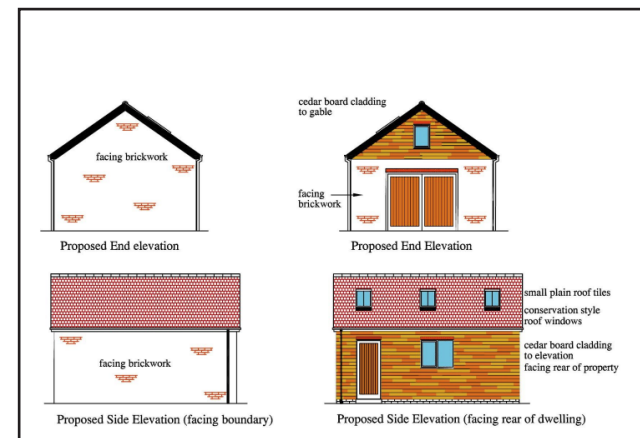 facing brickwork
Proposed End elevation
cedar board cladding
to gable
facing
brickwork
Proposed End Elevation
facing brickwork
Proposed Side Elevation (facing boundary)
small plain roof tiles
conservation style
roof windows
cedar board cladding
to elevation
facing rear of property
Proposed Side Elevation (facing rear of dwelling)